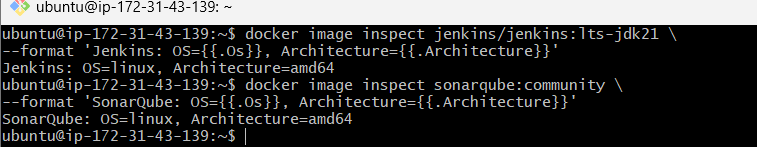 ubuntu@ip-172-31-43-139: ~
ubuntu@ip-172-31-43-139:~$ docker image inspect jenkins/jenkins:lts-jdk21 \
--format 'Jenkins: OS={{.Os}}, Architecture={{.Architecture}}'
Jenkins: OS=linux, Architecture=amd64
ubuntu@ip-172-31-43-139:~$ docker image inspect sonarqube:community \
--format 'SonarQube: OS={{.Os}}, Architecture={{.Architecture}}'
SonarQube: OS=linux, Architecture=amd64
ubuntu@ip-172-31-43-139:~$